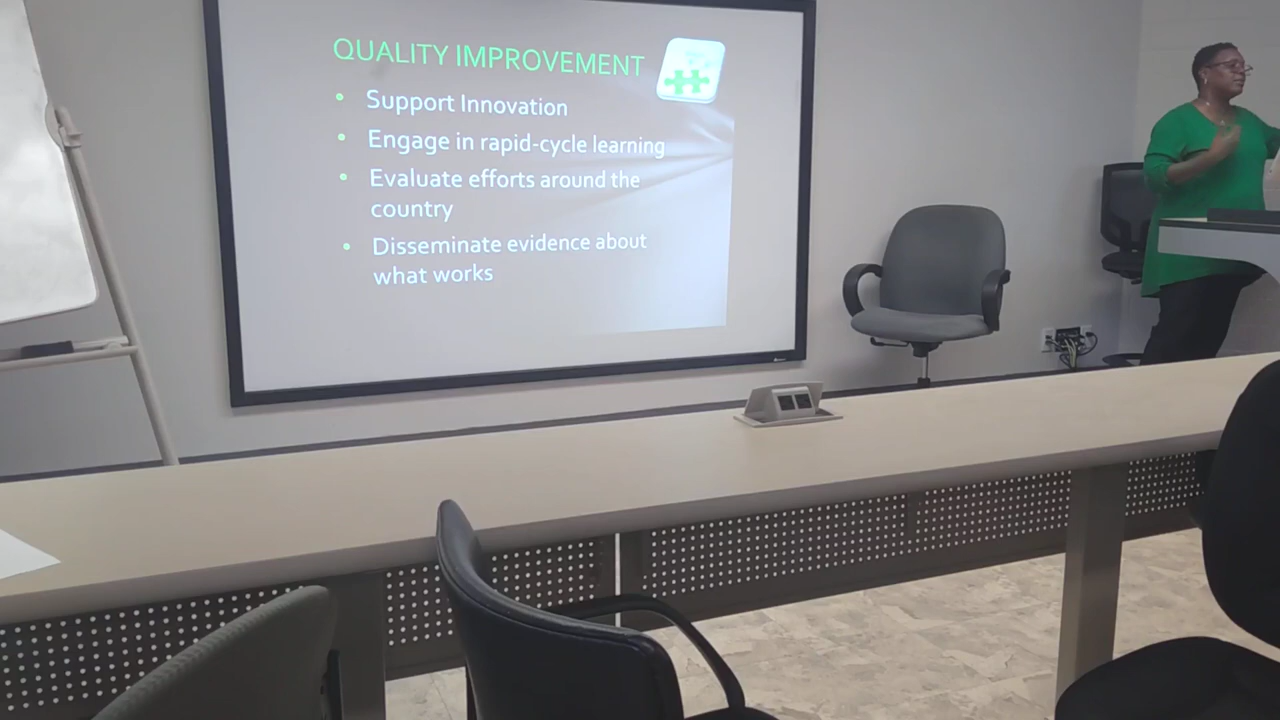 QUALITY IMPROVEMENT
• Support Innovation
• Engage in rapid-cycle learning
• Evaluate efforts around the
country
• Disseminate evidence about
what works